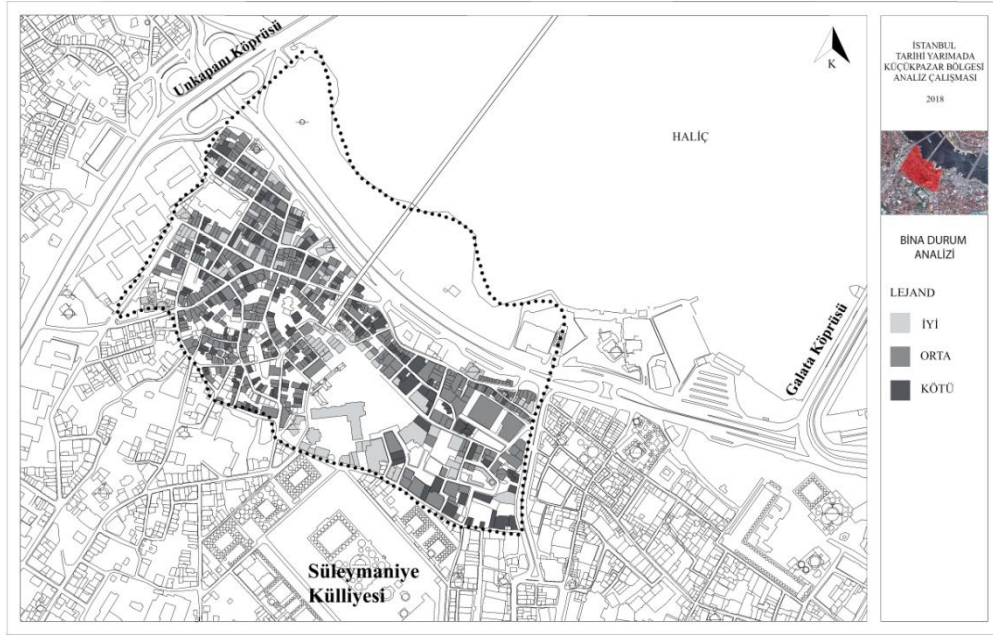 Unkapanı Köprüsü
K
HALİÇ
Galata Köprüsü
Süleymaniye
Külliyesi
İSTANBUL
TARİHİ YARIMADA
KÜÇÜKPAZAR BÖLGESİ
ANALİZ ÇALIŞMASI
2018
BİNA DURUM
ANALİZİ
LEJAND
İYİ
ORTA
KÖTÜ